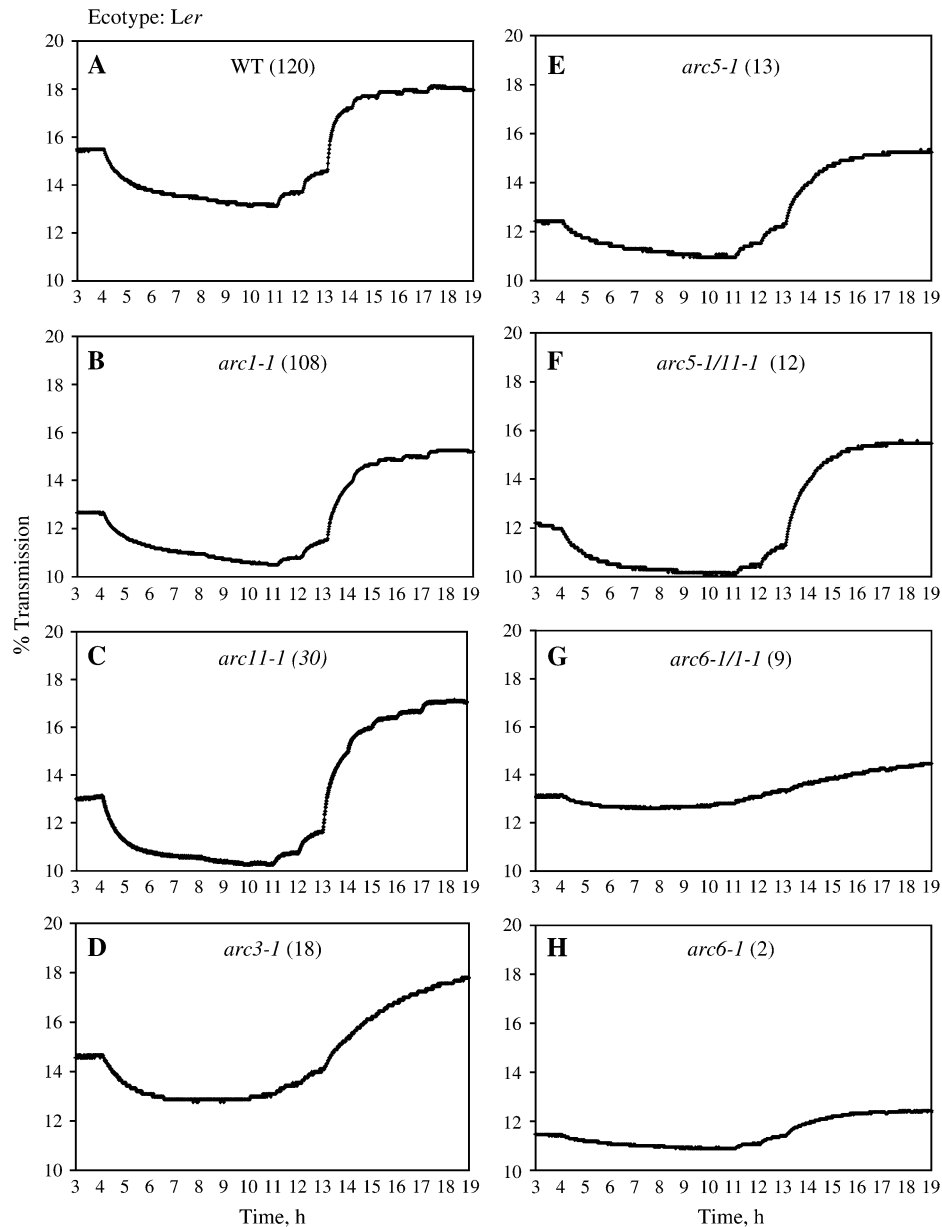 Ecotype: Ler
% Transmission
A
WT (120)
20
18
16
14
12
10
3 4 5 6 7 8 9 10 11 12 13 14 15 16 17 18 19
B
arc1-1 (108)
20
18
16
14
12
10
3 4 5 6 7 8 9 10 11 12 13 14 15 16 17 18 19
C
arc11-1 (30)
20
18
16
14
12
10
3 4 5 6 7 8 9 10 11 12 13 14 15 16 17 18 19
D
arc3-1 (18)
20
18
16
14
12
10
3 4 5 6 7 8 9 10 11 12 13 14 15 16 17 18 19
Time, h
E
arc5-1 (13)
20
18
16
14
12
10
3 4 5 6 7 8 9 10 11 12 13 14 15 16 17 18 19
F
arc5-1/11-1 (12)
20
18
16
14
12
10
3 4 5 6 7 8 9 10 11 12 13 14 15 16 17 18 19
G
arc6-1/1-1 (9)
20
18
16
14
12
10
3 4 5 6 7 8 9 10 11 12 13 14 15 16 17 18 19
H
arc6-1 (2)
20
18
16
14
12
10
3 4 5 6 7 8 9 10 11 12 13 14 15 16 17 18 19
Time, h